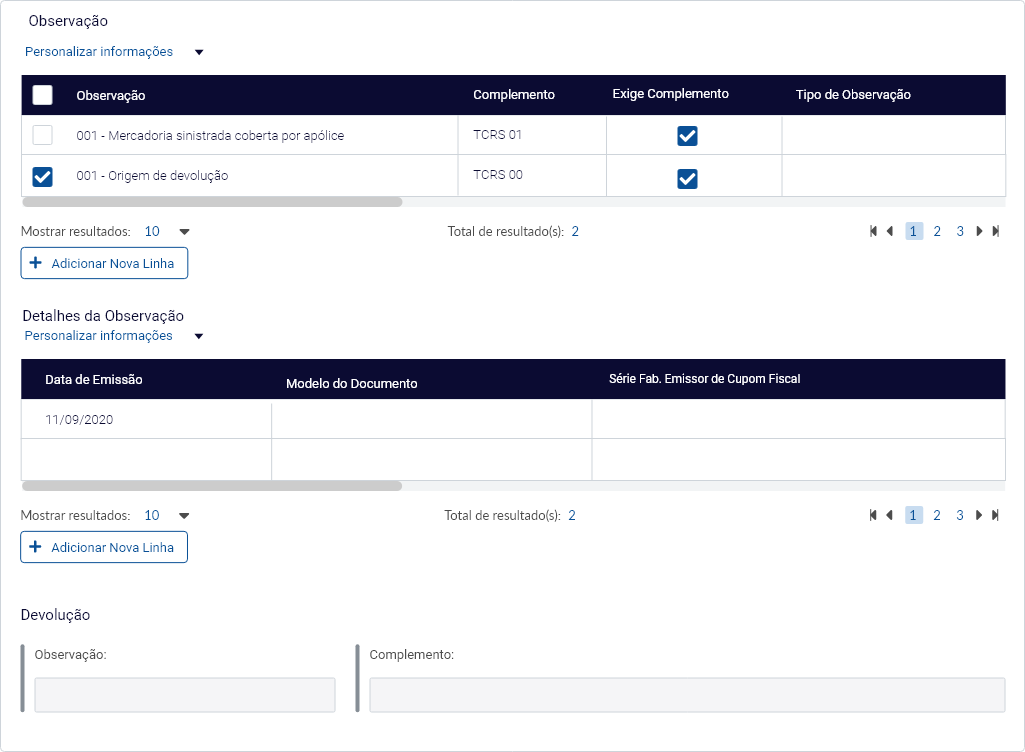 Observação
Personalizar informações
Observação Complemento Exige Complemento Tipo de Observação
001 - Mercadoria sinistrada coberta por apólice TCRS 01
001 - Origem de devolução TCRS 00
Mostrar resultados: 10 Total de resultado(s): 2 1 2 3
Adicionar Nova Linha
Detalhes da Observação
Personalizar informações
Data de Emissão Modelo do Documento Série Fab. Emissor de Cupom Fiscal
11/09/2020
Mostrar resultados: 10 Total de resultado(s): 2 1 2 3
Adicionar Nova Linha
Devolução
Observação: Complemento: